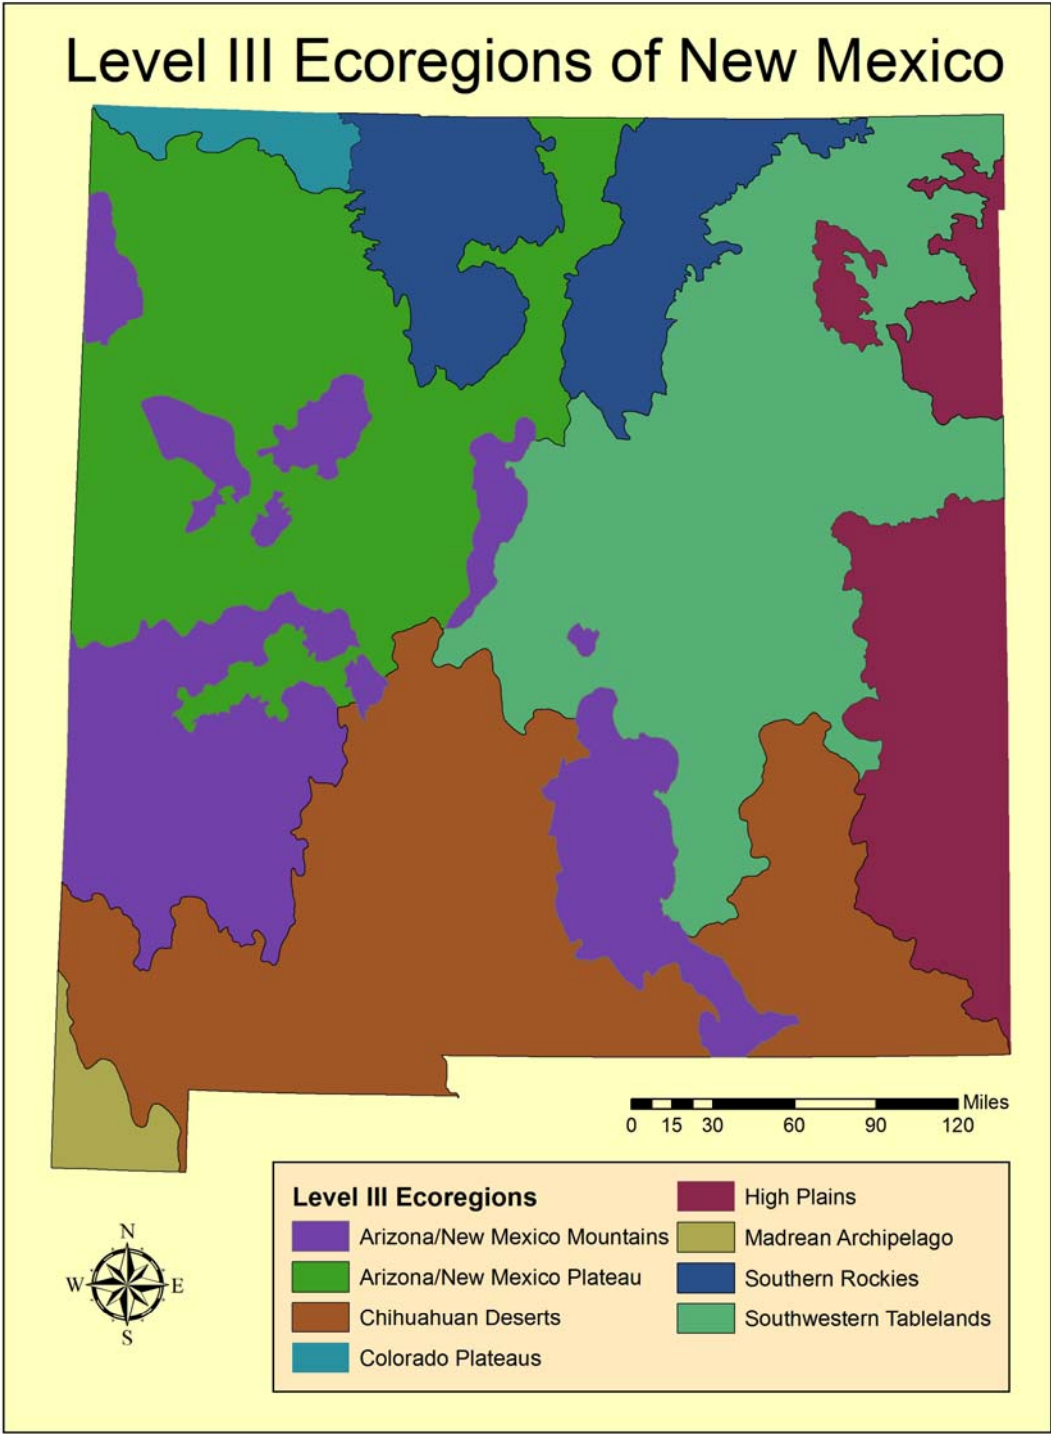 Level III Ecoregions of New Mexico
Miles
0 15 30 60 90 120
Level III Ecoregions
Arizona/New Mexico Mountains
Arizona/New Mexico Plateau
Chihuahuan Deserts
Colorado Plateaus
High Plains
Madrean Archipelago
Southern Rockies
Southwestern Tablelands
N
W E
S